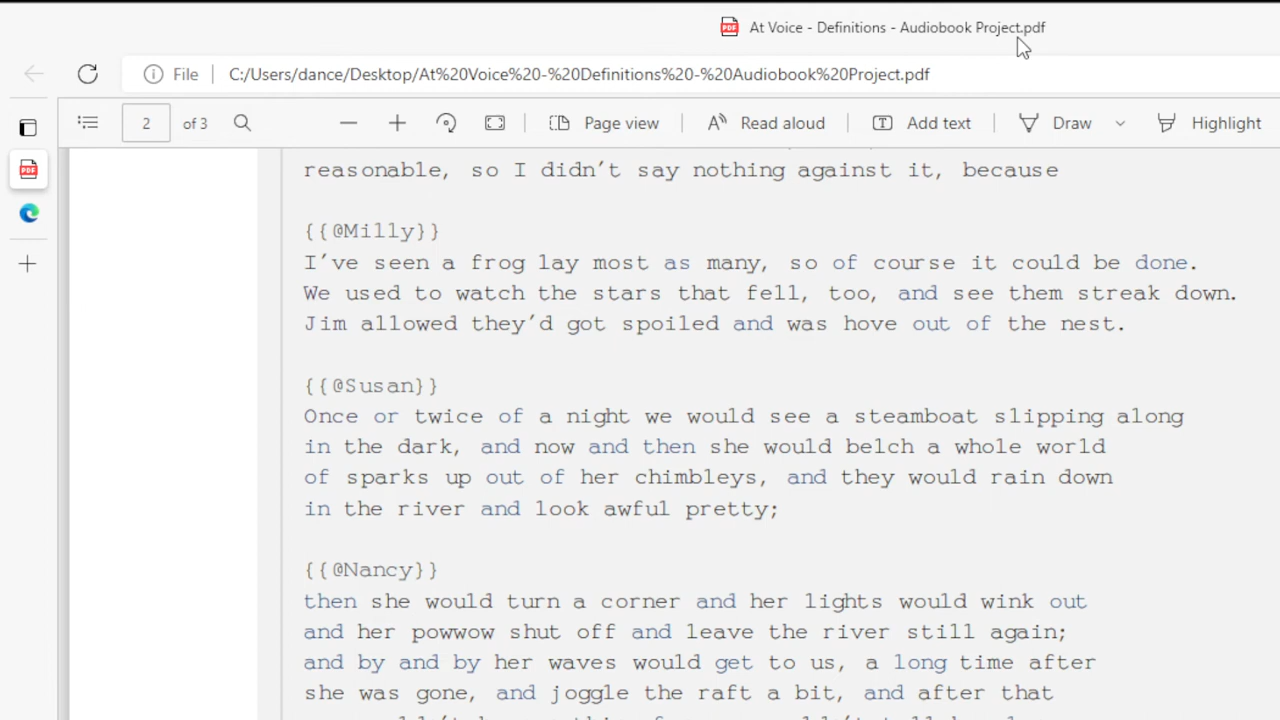 PDF At Voice - Definitions - Audiobook Project.pdf
File C:/Users/dance/Desktop/At%20Voice%20-%20Definitions%20-%20Audiobook%20Project.pdf
2 of 3 Page view Read aloud Add text Draw Highlight
PDF
reasonable, so I didn’t say nothing against it, because
{{@Milly}}
I’ve seen a frog lay most as many, so of course it could be done.
We used to watch the stars that fell, too, and see them streak down.
Jim allowed they’d got spoiled and was hove out of the nest.
{{@Susan}}
Once or twice of a night we would see a steamboat slipping along
in the dark, and now and then she would belch a whole world
of sparks up out of her chimbleys, and they would rain down
in the river and look awful pretty;
{{@Nancy}}
then she would turn a corner and her lights would wink out
and her powwow shut off and leave the river still again;
and by and by her waves would get to us, a long time after
she was gone, and joggle the raft a bit, and after that